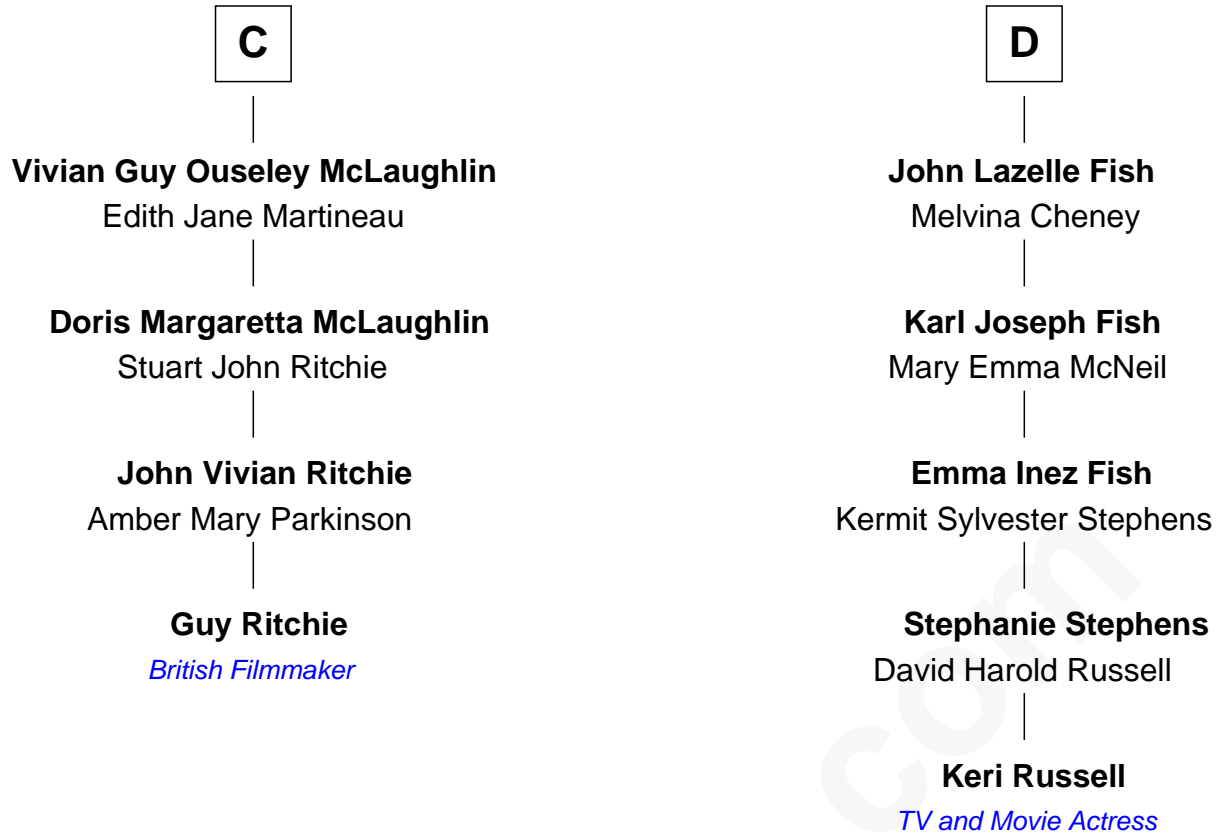 C
Vivian Guy Ouseley McLaughlin
Edith Jane Martineau
Doris Margaretta McLaughlin
Stuart John Ritchie
John Vivian Ritchie
Amber Mary Parkinson
Guy Ritchie
British Filmmaker
D
John Lazelle Fish
Melvina Cheney
Karl Joseph Fish
Mary Emma McNeil
Emma Inez Fish
Kermit Sylvester Stephens
Stephanie Stephens
David Harold Russell
Keri Russell
TV and Movie Actress
com